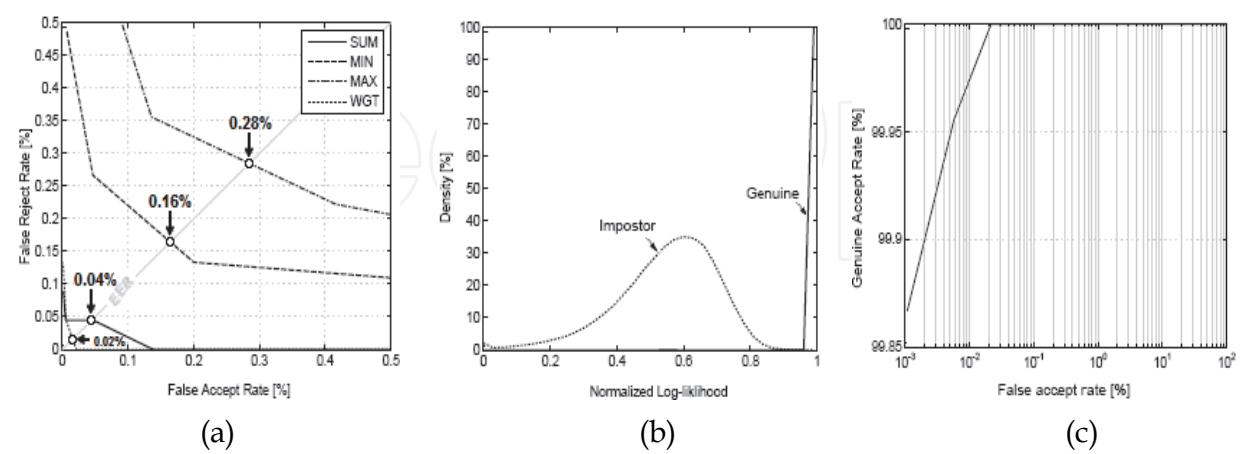 0.5
0.45
0.4
0.35
0.3
0.25
0.2
0.15
0.1
0.05
0
0 0.1 0.2 0.3 0.4 0.5
False Reject Rate [%]
False Accept Rate [%]
SUM
MIN
MAX
WGT
0.28%
0.16%
0.04%
0.02%
EER
(a)
100
90
80
70
60
50
40
30
20
10
0
0 0.2 0.4 0.6 0.8 1
Density [%]
Normalized Log-liklihood
Genuine
Impostor
(b)
100
99.95
99.9
99.85
10⁻³ 10⁻² 10⁻¹ 10⁰ 10¹ 10²
Genuine Accept Rate [%]
False accept rate [%]
(c)